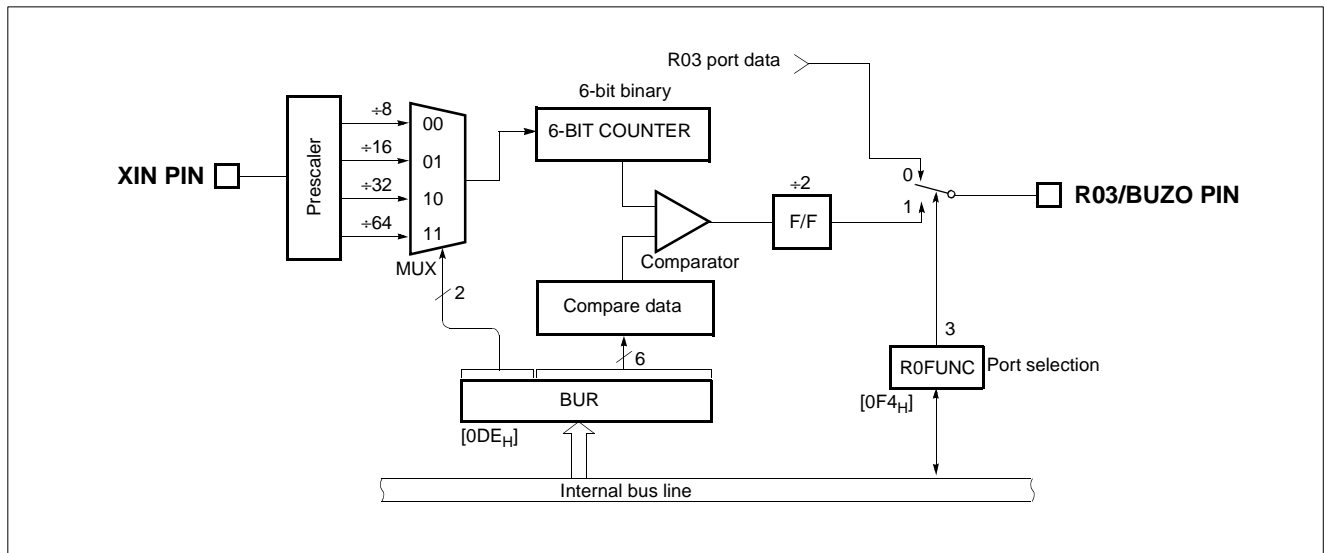 R03 port data
6-bit binary
6-BIT COUNTER
÷8
÷16
÷32
÷64
00
01
10
11
Prescaler
XIN PIN
MUX
2
÷2
F/F
0
1
R03/BUZO PIN
Comparator
Compare data
6
3
R0FUNC
Port selection
[0F4H]
BUR
[0DEH]
Internal bus line